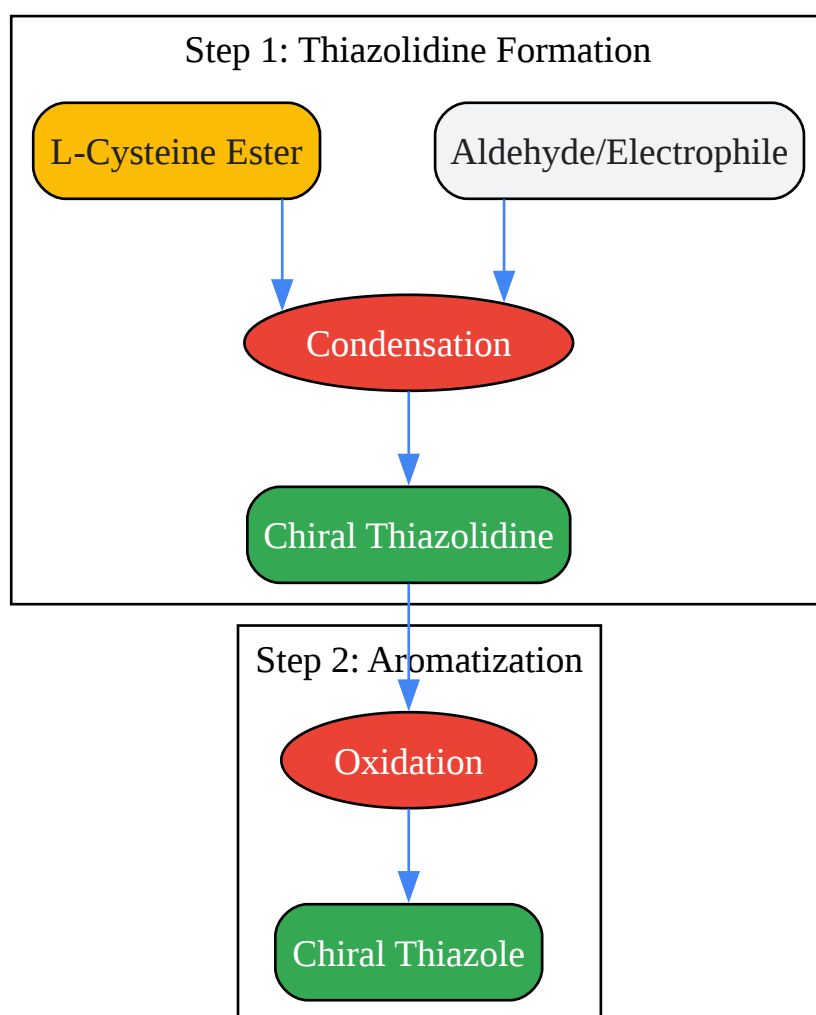 Step 1: Thiazolidine Formation
L-Cysteine Ester
Aldehyde/Electrophile
Condensation
Chiral Thiazolidine
Step 2: Aromatization
Oxidation
Chiral Thiazole